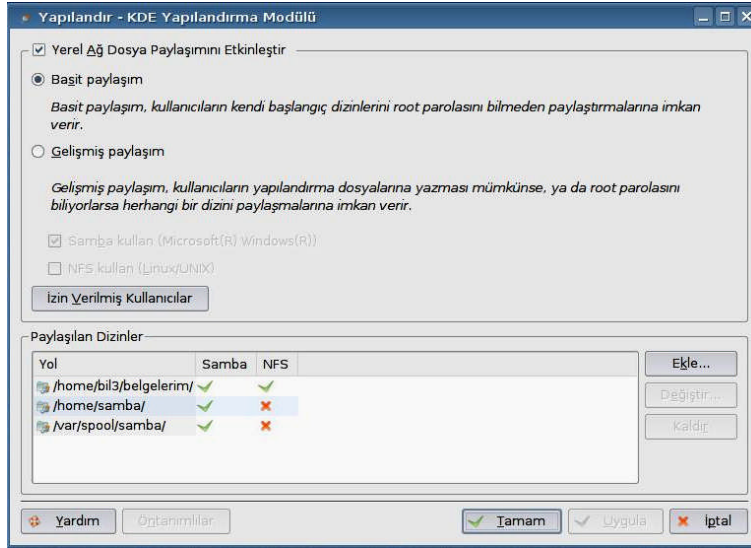 Yapılandır - KDE Yapılandırma Modülü
Yerel Ağ Dosya Paylaşımını Etkinleştir
Basit paylaşım
Basit paylaşım, kullanıcıların kendi başlangıç dizinlerini root parolasını bilmeden paylaştırmalarına imkan
verir.
Gelişmiş paylaşım
Gelişmiş paylaşım, kullanıcıların yapılandırma dosyalarına yazması mümkünse, ya da root parolasını
biliyorlarsa herhangi bir dizini paylaşmalarına imkan verir.
Samba kullan (Microsoft(R) Windows(R))
NFS kullan (Linux/UNIX)
İzin Verilmiş Kullanıcılar
Paylaşılan Dizinler
Yol Samba NFS
/home/bil3/belgelerim/
/home/samba/
/var/spool/samba/
Ekle...
Değiştir...
Kaldır
Yardım Öntanımlılar Tamam Uygula İptal